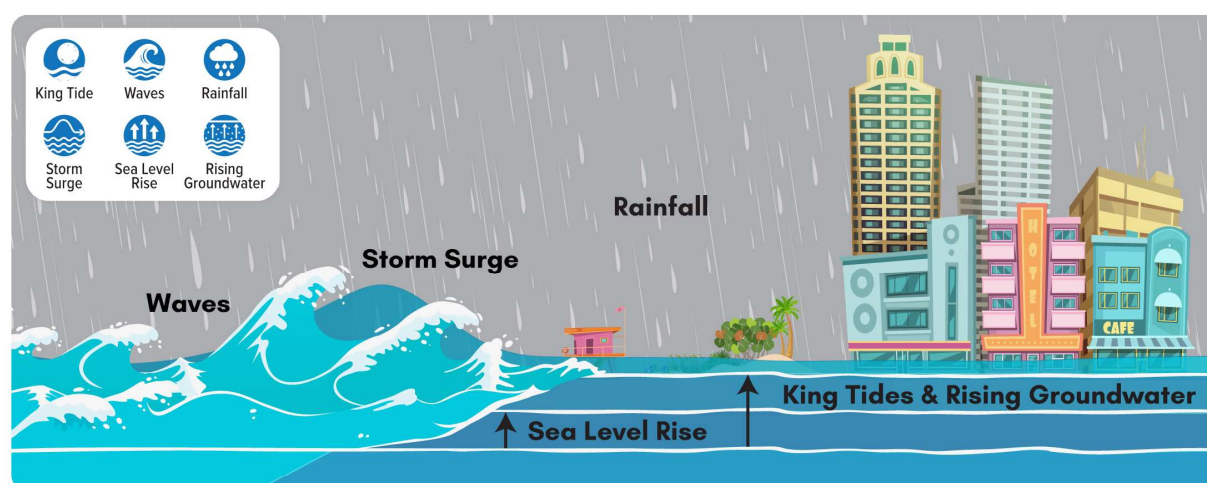 King Tide
Waves
Rainfall
Storm
Surge
Sea Level
Rise
Rising
Groundwater
Rainfall
Storm Surge
Waves
HOTEL
CAFE
King Tides & Rising Groundwater
Sea Level Rise